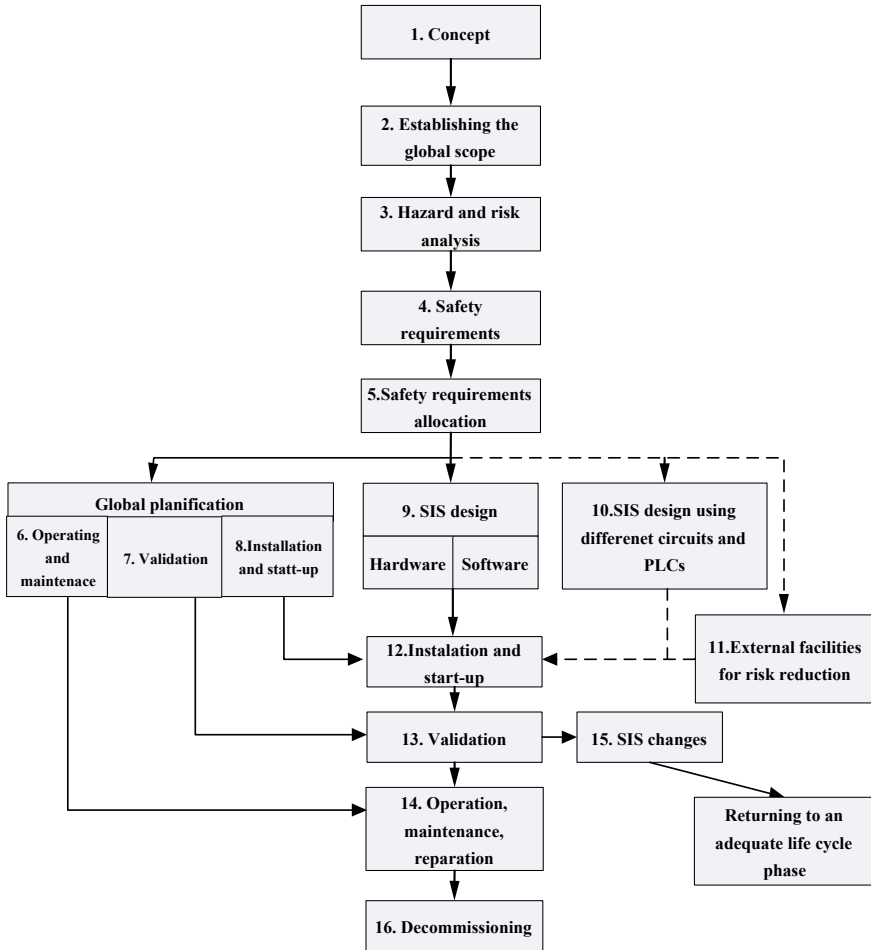 1. Concept
2. Establishing the
global scope
3. Hazard and risk
analysis
4. Safety
requirements
5.Safety requirements
allocation
Global planification
6. Operating
and
maintenace
7. Validation
8.Installation
and statt-up
9. SIS design
Hardware
Software
10.SIS design using
differenet circuits and
PLCs
11.External facilities
for risk reduction
12.Instalation and
start-up
13. Validation
15. SIS changes
14. Operation,
maintenance,
reparation
Returning to an
adequate life cycle
phase
16. Decommissioning